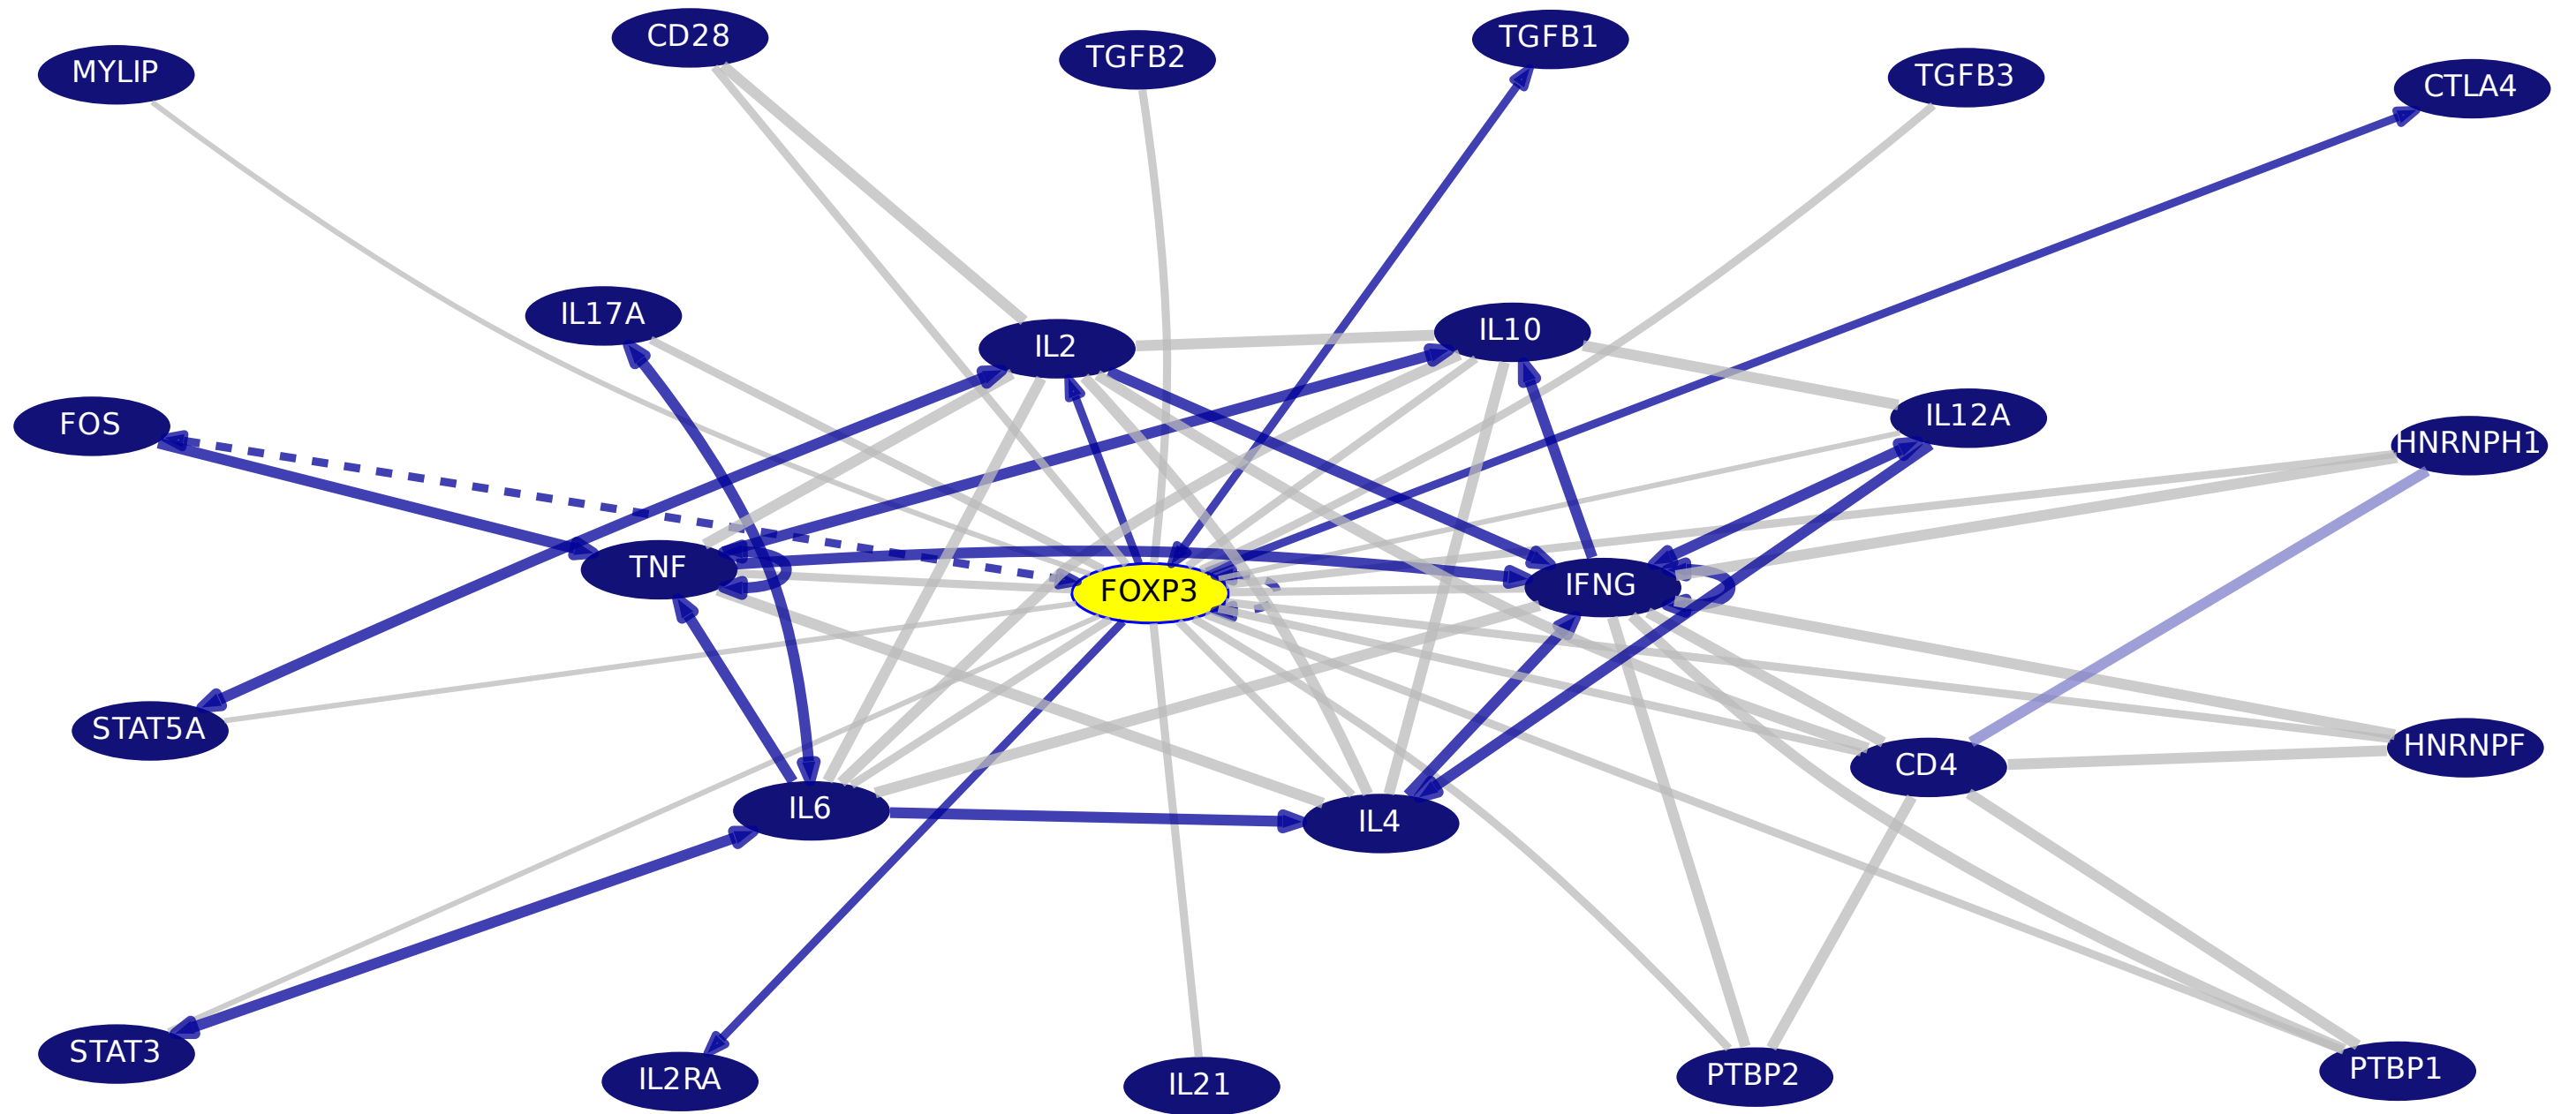 CD28
TGFB1
TGFB2
MYLIP
TGFB3
CTLA4
IL17A
IL10
IL2
IL12A
FOS
HNRNPH1
TNF
IFNG
FOXP3
STAT5A
HNRNPF
CD4
IL6
IL4
STAT3
PTBP1
PTBP2
IL2RA
IL21